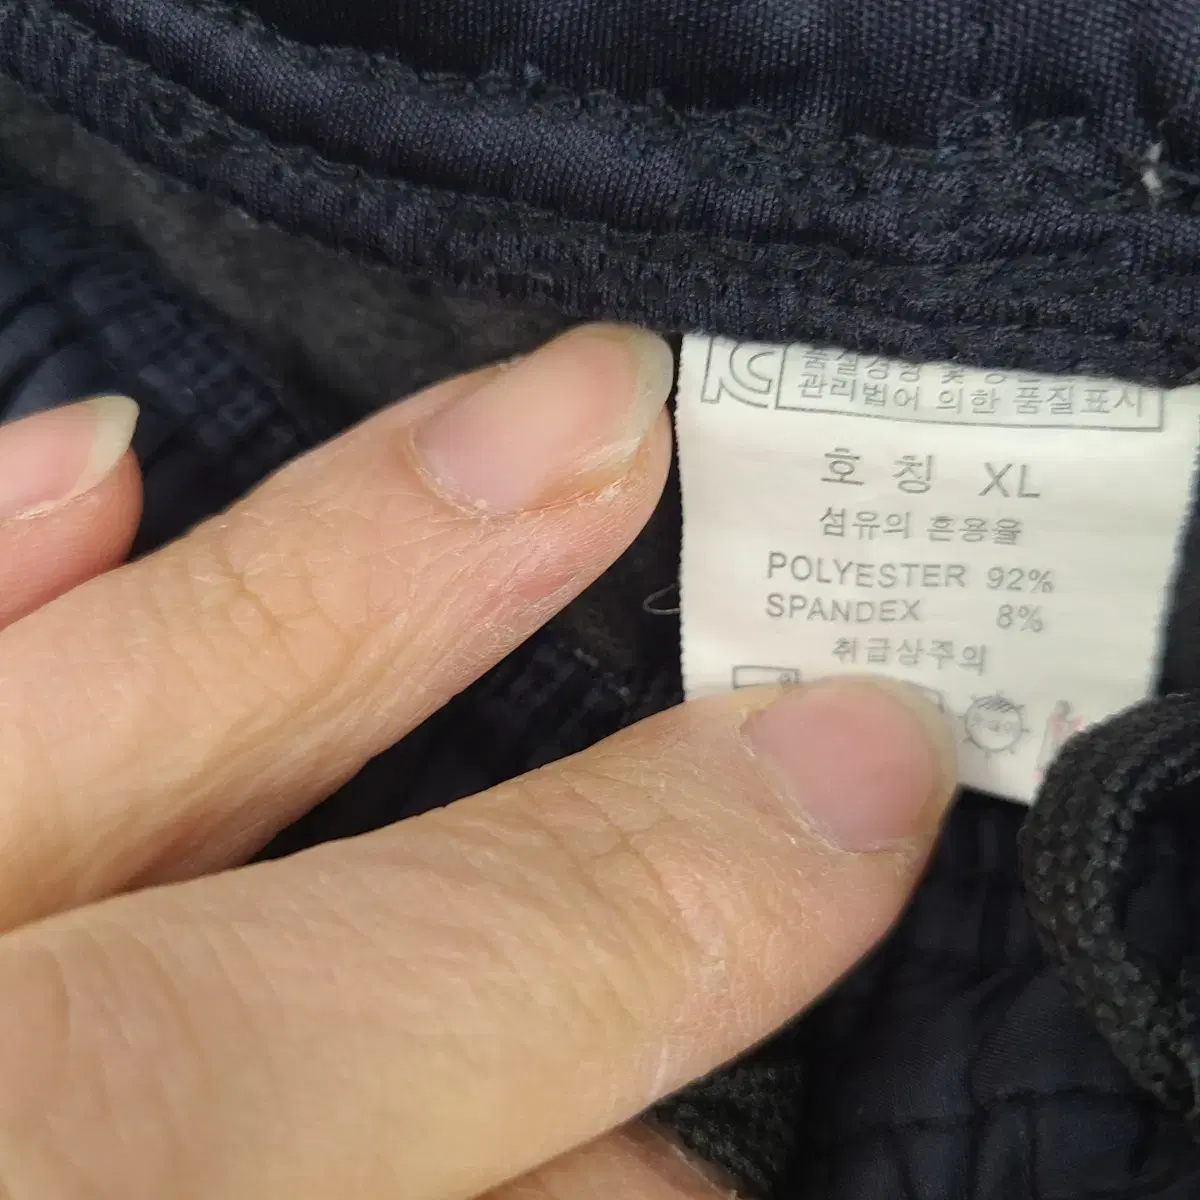 관리법어 의한 품질표시
호칭 XL
섬유의 혼용율
POLYESTER 92%
SPANDEX 8%
취급상주의